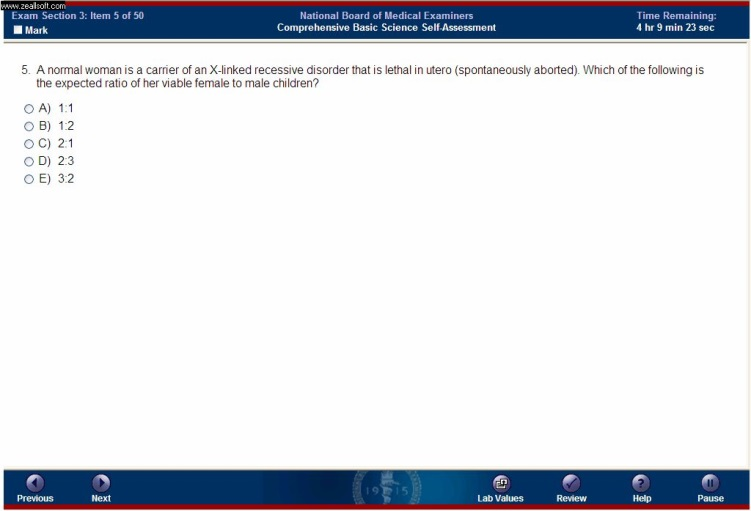 www.zeallsoft.com
Exam Section 3: Item 5 of 50
National Board of Medical Examiners
Time Remaining:
Mark
Comprehensive Basic Science Self-Assessment
4 hr 9 min 23 sec
5. A normal woman is a carrier of an X-linked recessive disorder that is lethal in utero (spontaneously aborted). Which of the following is
the expected ratio of her viable female to male children?
A) 1:1
B) 1:2
C) 2:1
D) 2:3
E) 3:2
1915
Previous
Next
Lab Values
Review
Help
Pause